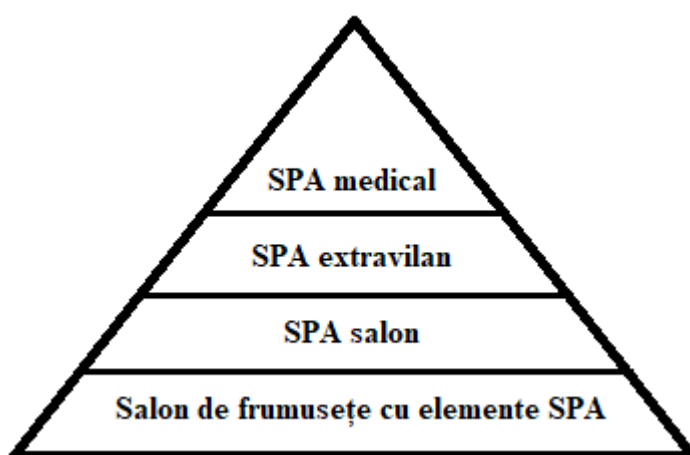 SPA medical
SPA extravilan
SPA salon
Salon de frumusețe cu elemente SPA